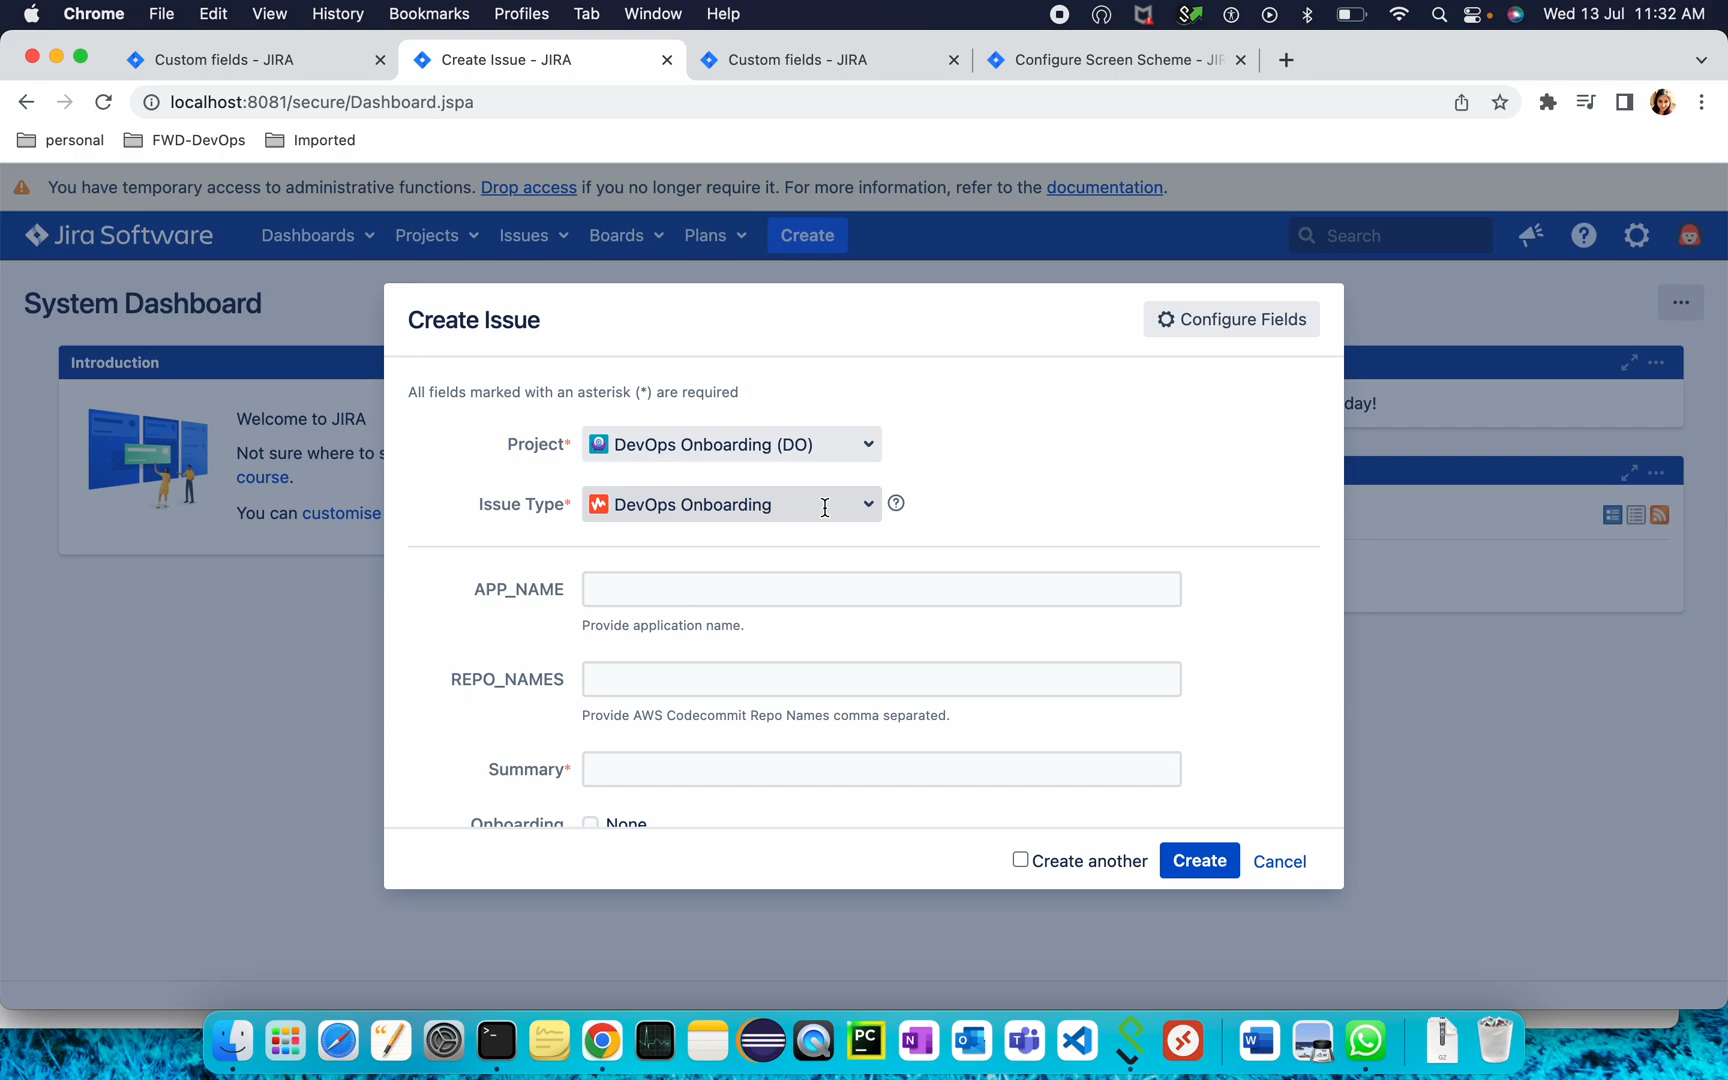 Chrome File Edit View History Bookmarks Profiles Tab Window Help Wed 13 Jul 11:32 AM
Custom fields - JIRA Create Issue - JIRA Custom fields - JIRA Configure Screen Scheme - JIR
localhost:8081/secure/Dashboard.jspa
personal FWD-DevOps Imported
You have temporary access to administrative functions. Drop access if you no longer require it. For more information, refer to the documentation.
Jira Software Dashboards Projects Issues Boards Plans Create Search
System Dashboard
Create Issue Configure Fields
Introduction
All fields marked with an asterisk (*) are required
day!
Welcome to JIRA
Project* DevOps Onboarding (DO)
Not sure where to s
course.
Issue Type* DevOps Onboarding
You can customise
APP_NAME
Provide application name.
REPO_NAMES
Provide AWS Codecommit Repo Names comma separated.
Summary*
Onboarding None
Create another Create Cancel
>_
PC
N
O
T
W
GZ